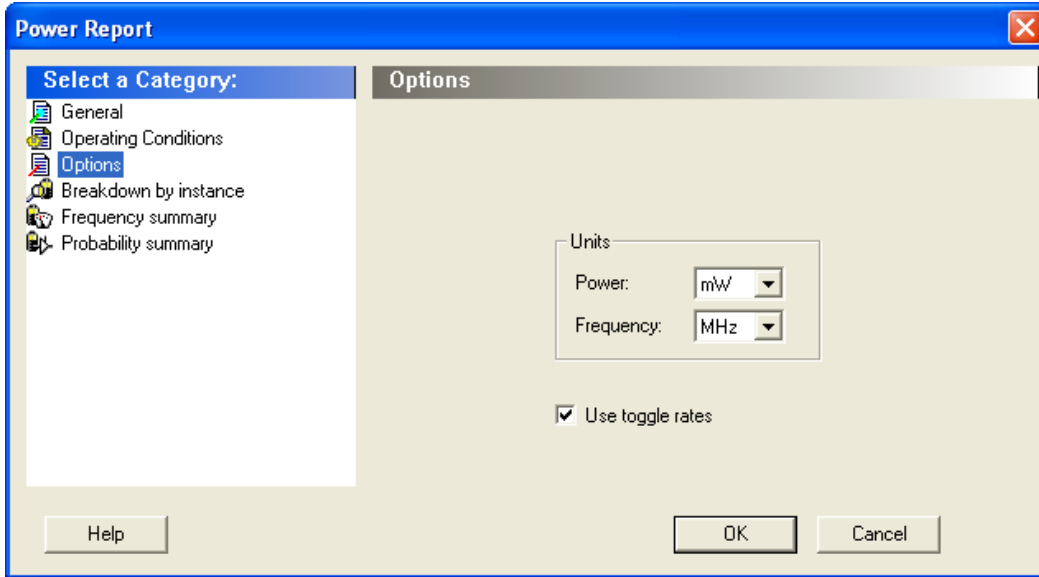 Power Report
Select a Category:
General
Operating Conditions
Options
Breakdown by instance
Frequency summary
Probability summary
Options
Units
Power: mW
Frequency: MHz
Use toggle rates
Help
OK
Cancel